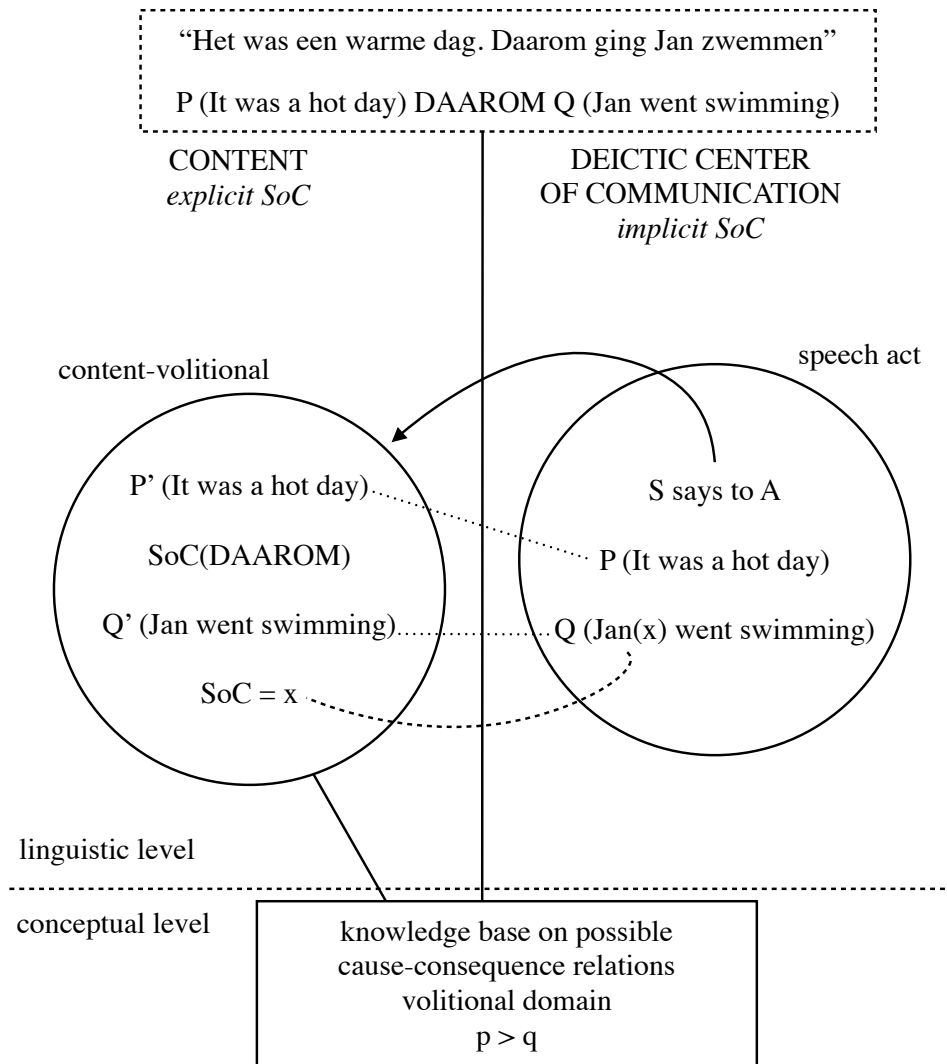 “Het was een warme dag. Daarom ging Jan zwemmen”
P (It was a hot day) DAAROM Q (Jan went swimming)
CONTENT
explicit SoC
DEICTIC CENTER
OF COMMUNICATION
implicit SoC
content-volitional
P’ (It was a hot day)
SoC(DAAROM)
Q’ (Jan went swimming)
SoC = x
speech act
S says to A
P (It was a hot day)
Q (Jan(x) went swimming)
linguistic level
conceptual level
knowledge base on possible
cause-consequence relations
volitional domain
p > q